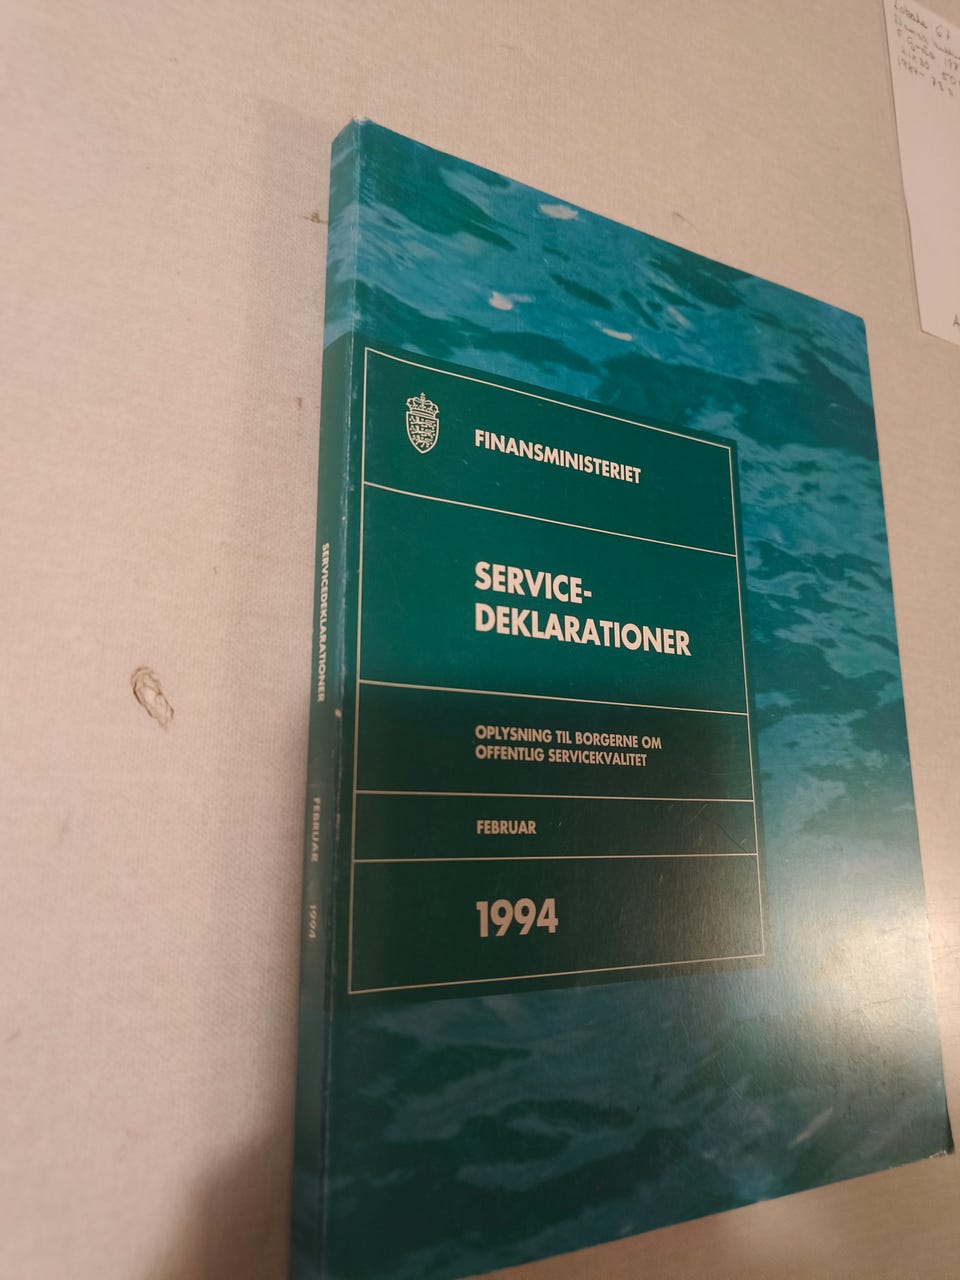 FINANSMINISTERIET
SERVICE-
DEKLARATIONER
OPLYSNING TIL BORGERNE OM
OFFENTLIG SERVICEKVALITET
FEBRUAR
1994
SERVICEDEKLARATIONER
FEBRUAR
1994